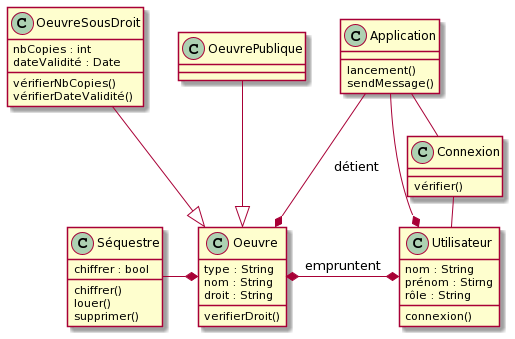 C OeuvreSousDroit
nbCopies : int
dateValidité : Date
vérifierNbCopies()
vérifierDateValidité()
C OeuvrePublique
C Application
lancement()
sendMessage()
C Connexion
vérifier()
détient
C Séquestre
chiffrer : bool
chiffrer()
louer()
supprimer()
C Oeuvre
type : String
nom : String
droit : String
verifierDroit()
empruntent
C Utilisateur
nom : String
prénom : Stirng
rôle : String
connexion()